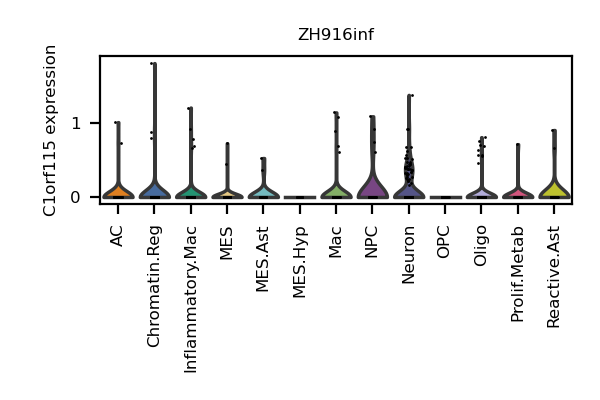 ZH916inf
C1orf115 expression
1
0
AC
Chromatin.Reg
Inflammatory.Mac
MES
MES.Ast
MES.Hyp
Mac
NPC
Neuron
OPC
Oligo
Prolif.Metab
Reactive.Ast